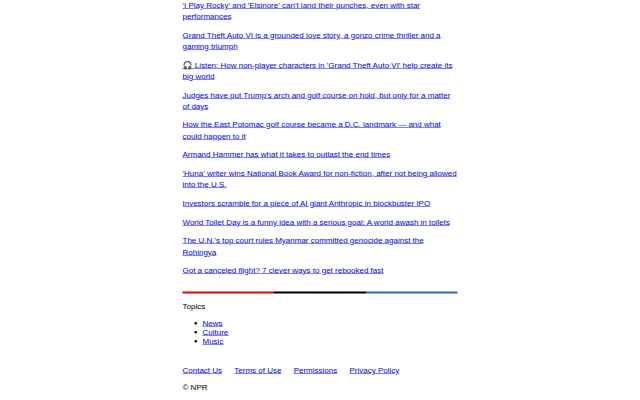 'I Play Rocky' and 'Elsinore' can't land their punches, even with star
performances
Grand Theft Auto VI is a grounded love story, a gonzo crime thriller and a
gaming triumph
🎧 Listen: How non-player characters in 'Grand Theft Auto VI' help create its
big world
Judges have put Trump's arch and golf course on hold, but only for a matter
of days
How the East Potomac golf course became a D.C. landmark — and what
could happen to it
Armand Hammer has what it takes to outlast the end times
'Huna' writer wins National Book Award for non-fiction, after not being allowed
into the U.S.
Investors scramble for a piece of AI giant Anthropic in blockbuster IPO
World Toilet Day is a funny idea with a serious goal: A world awash in toilets
The U.N.'s top court rules Myanmar committed genocide against the
Rohingya
Got a canceled flight? 7 clever ways to get rebooked fast
Topics
• News
• Culture
• Music
Contact Us Terms of Use Permissions Privacy Policy
© NPR